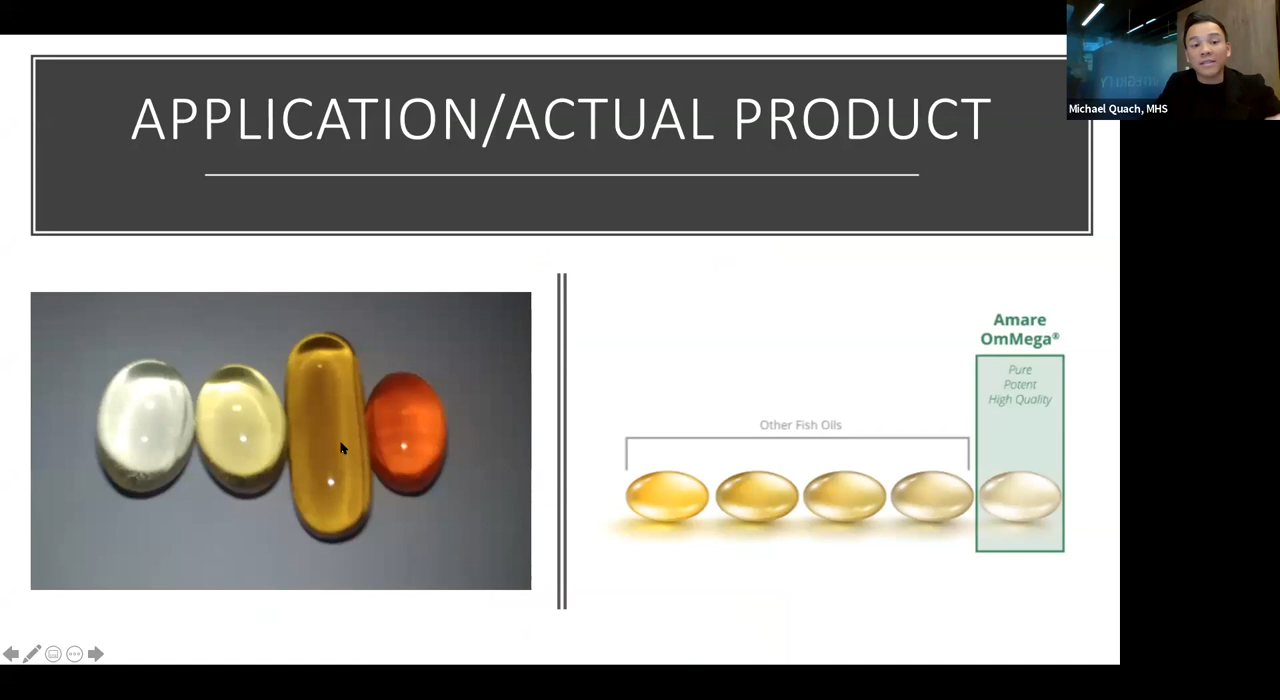 APPLICATION/ACTUAL PRODUCT
Michael Quach, MHS
Amare
OmMega®
Pure
Potent
High Quality
Other Fish Oils